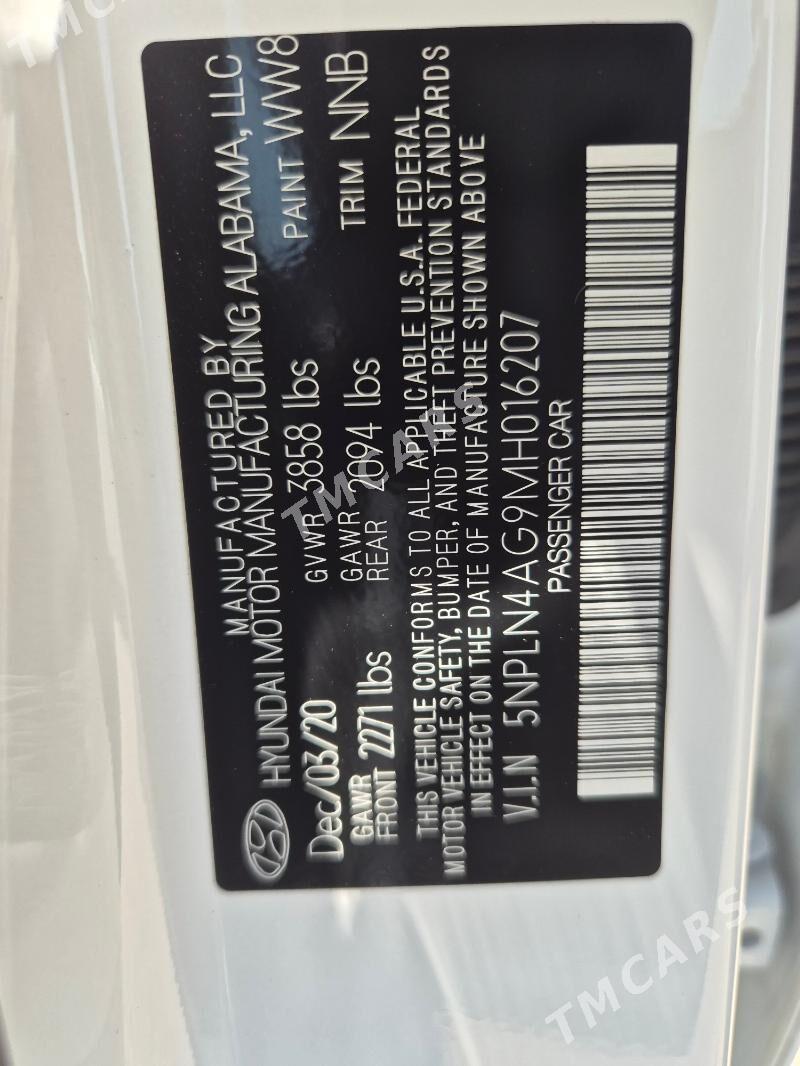 MANUFACTURED BY
HYUNDAI MOTOR MANUFACTURING ALABAMA, LLC
Dec/03/20 GVWR 3858 lbs PAINT WW8
GAWR FRONT 2271 lbs GAWR REAR 2094 lbs TRIM NNB
THIS VEHICLE CONFORMS TO ALL APPLICABLE U.S.A. FEDERAL
MOTOR VEHICLE SAFETY, BUMPER, AND THEFT PREVENTION STANDARDS
IN EFFECT ON THE DATE OF MANUFACTURE SHOWN ABOVE
V.I.N 5NPLN4AG9MH016207
PASSENGER CAR
TMCARS
TMCARS
TMCARS